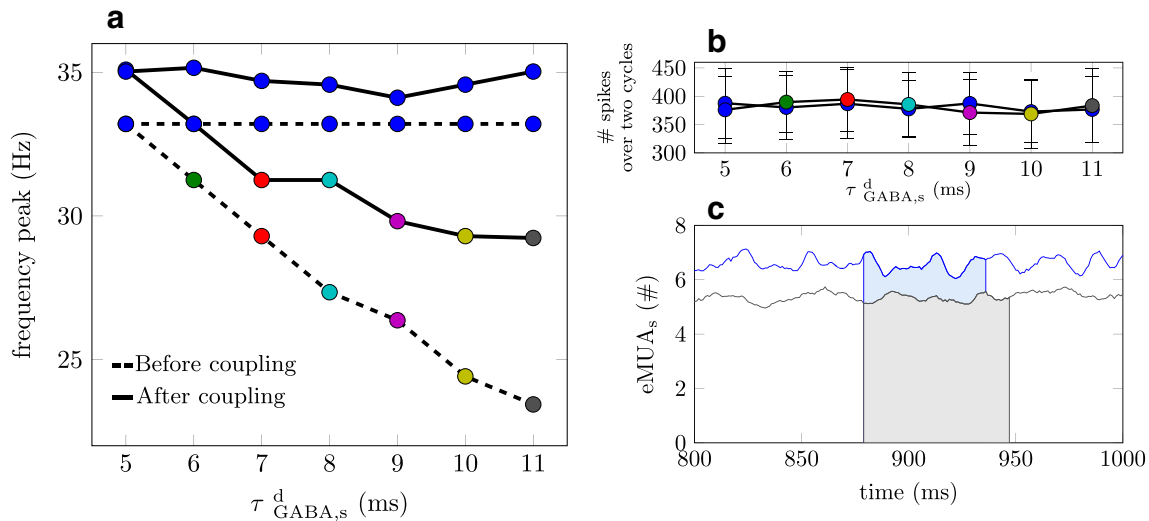 a
frequency peak (Hz)
35
30
25
Before coupling
After coupling
5 6 7 8 9 10 11
τ d GABA,s (ms)
b
# spikes
over two cycles
450
400
350
300
5 6 7 8 9 10 11
τ d GABA,s (ms)
c
eMUAs (#)
8
6
4
2
0
800 850 900 950 1000
time (ms)